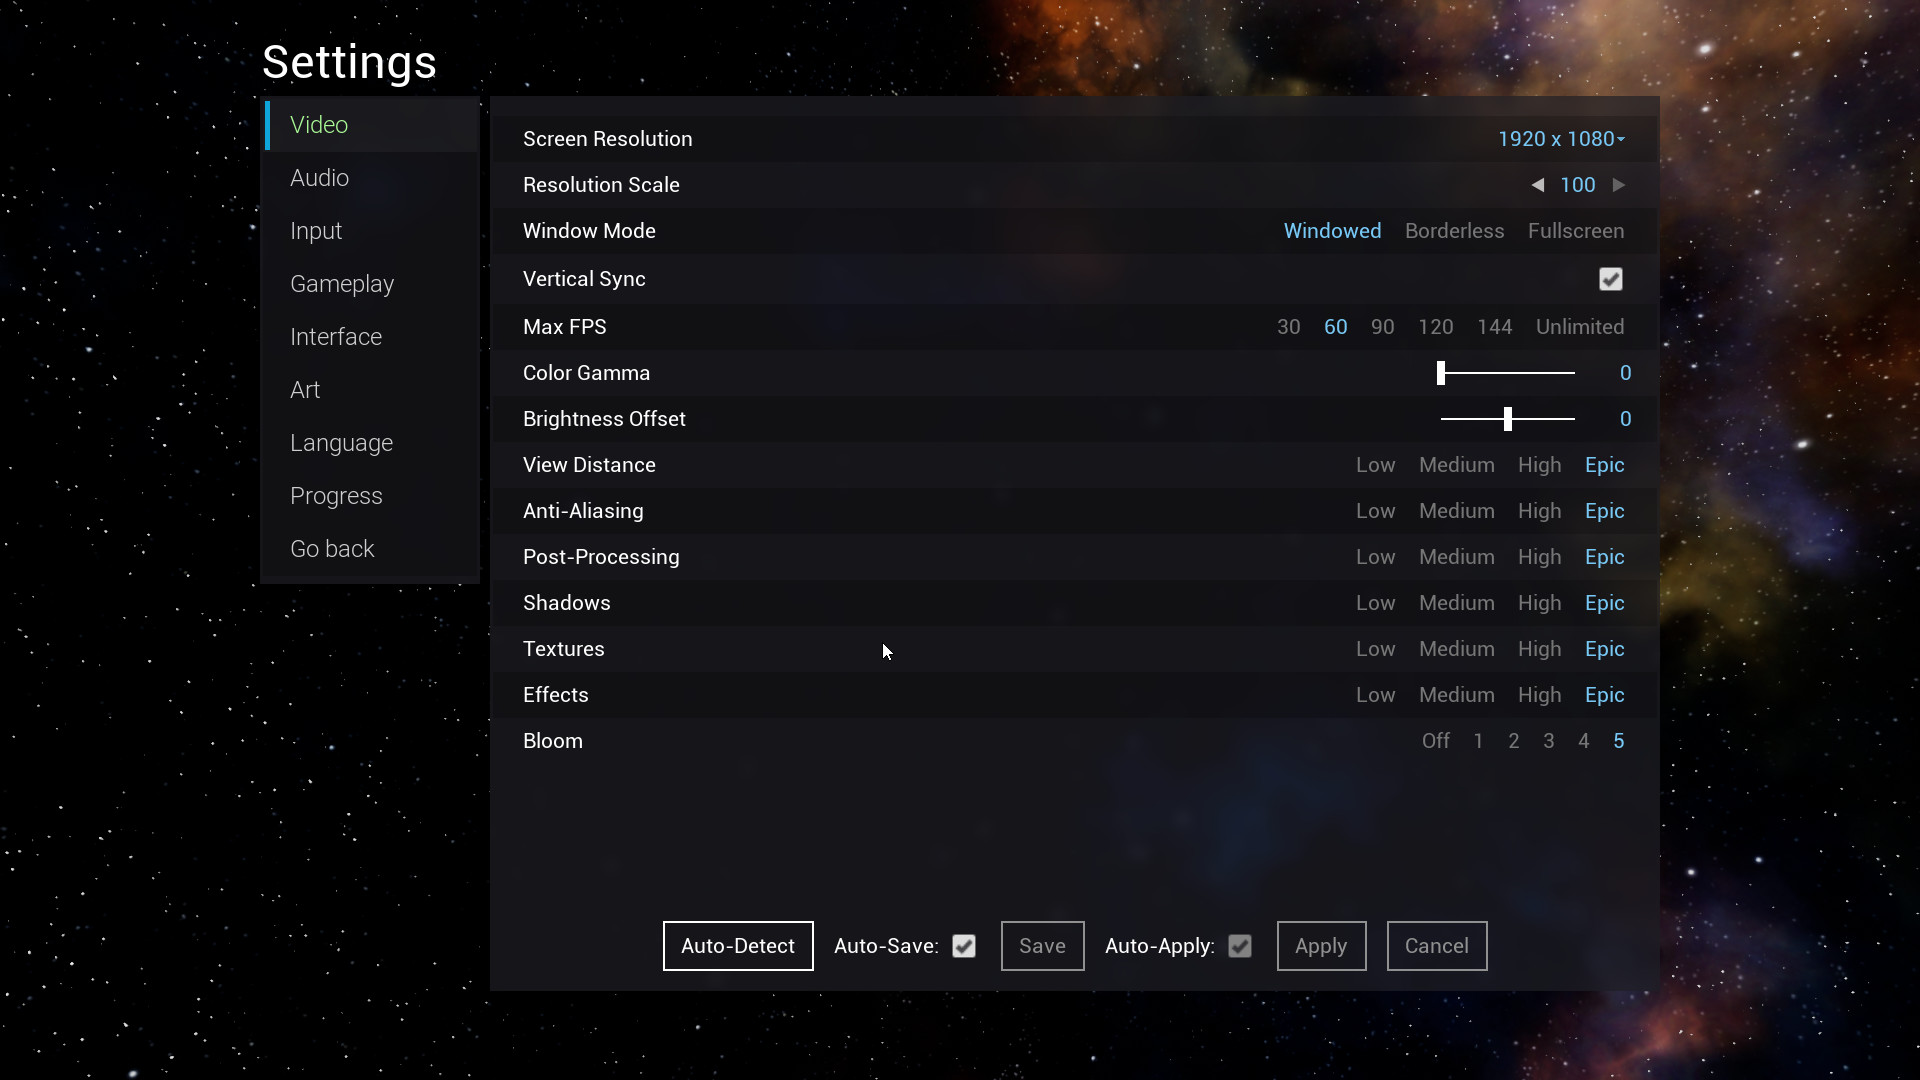 Settings
Video
Audio
Input
Gameplay
Interface
Art
Language
Progress
Go back
Screen Resolution 1920 x 1080
Resolution Scale 100
Window Mode Windowed Borderless Fullscreen
Vertical Sync
Max FPS 30 60 90 120 144 Unlimited
Color Gamma 0
Brightness Offset 0
View Distance Low Medium High Epic
Anti-Aliasing Low Medium High Epic
Post-Processing Low Medium High Epic
Shadows Low Medium High Epic
Textures Low Medium High Epic
Effects Low Medium High Epic
Bloom Off 1 2 3 4 5
Auto-Detect Auto-Save: Save Auto-Apply: Apply Cancel